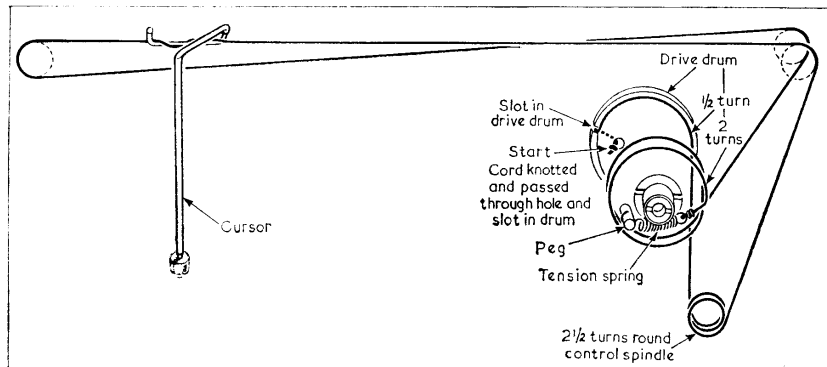 Drive drum
½ turn
2
turns
Slot in
drive drum
Start
Cord knotted
and passed
through hole and
slot in drum
Cursor
Peg
Tension spring
2½ turns round
control spindle